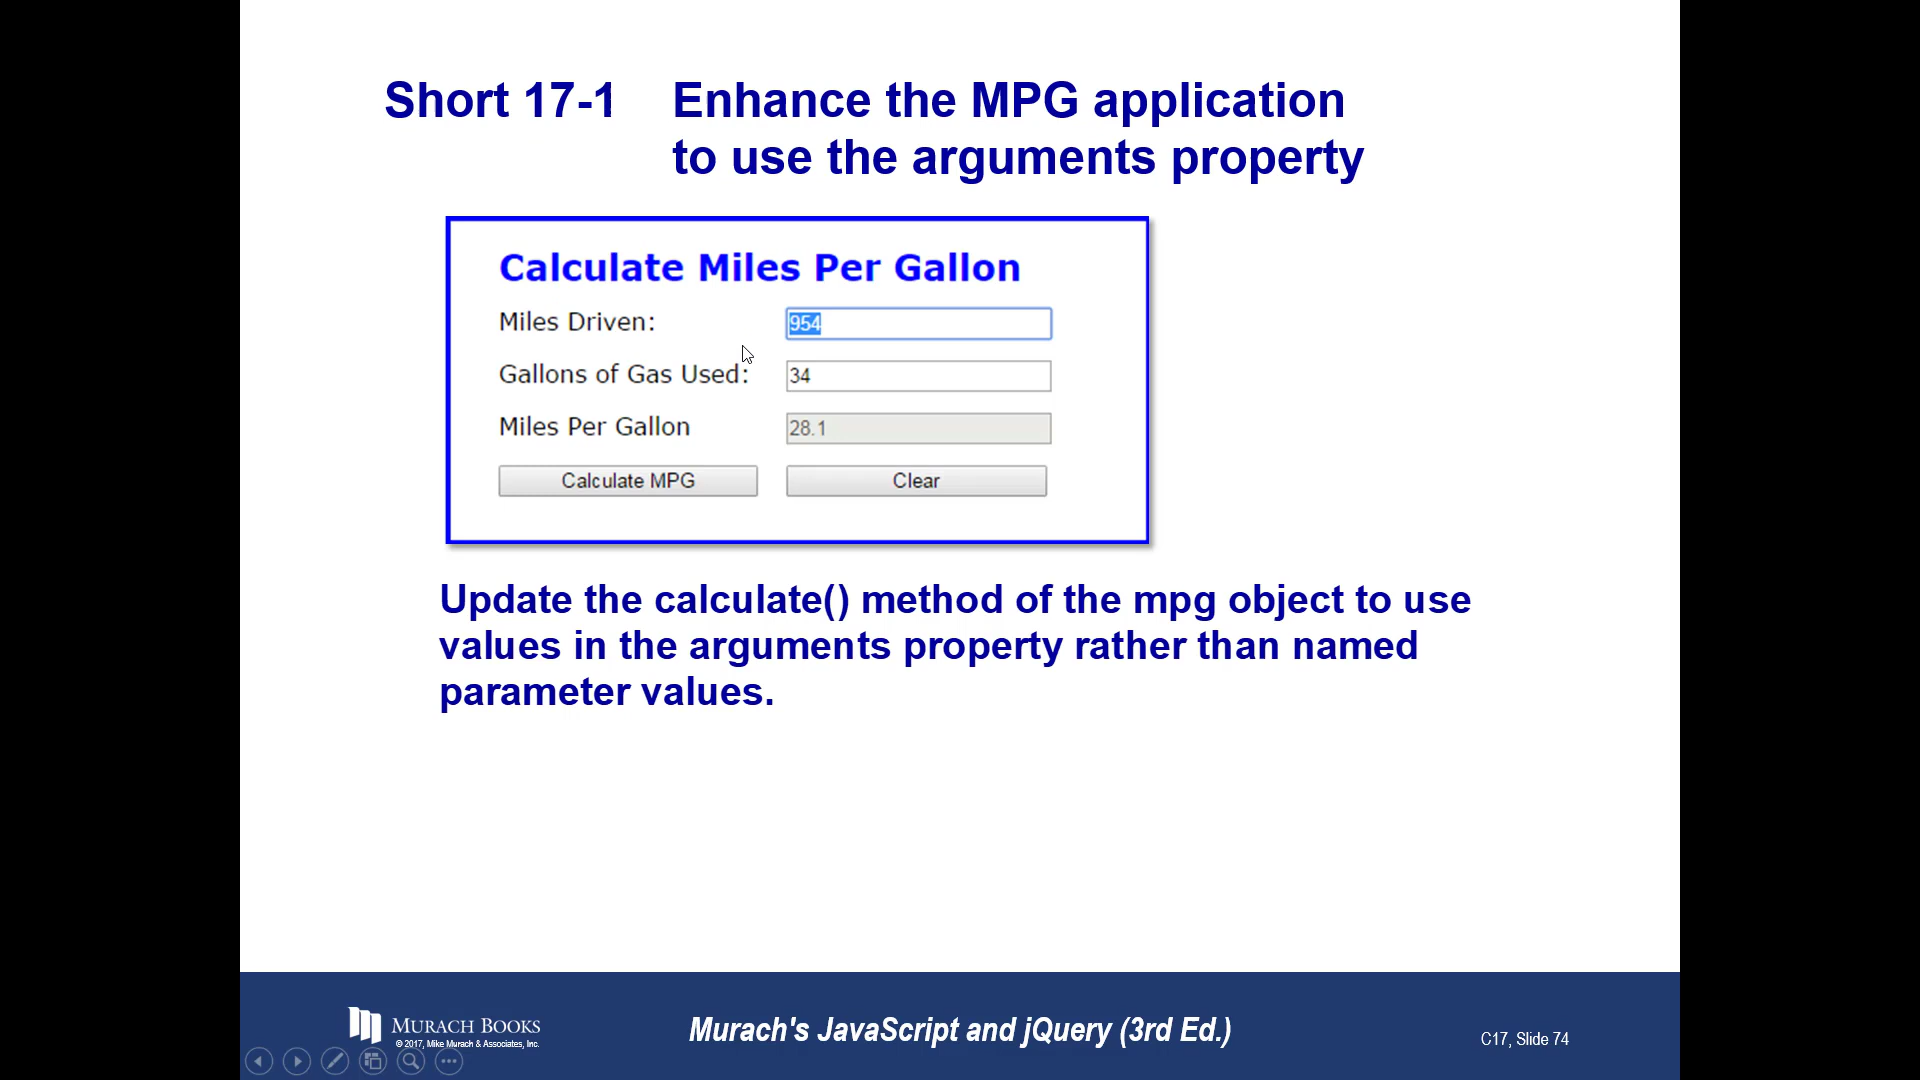 Short 17-1 Enhance the MPG application
to use the arguments property
Calculate Miles Per Gallon
Miles Driven: 954
Gallons of Gas Used: 34
Miles Per Gallon 28.1
Calculate MPG Clear
Update the calculate() method of the mpg object to use
values in the arguments property rather than named
parameter values.
MURACH BOOKS
© 2017, Mike Murach & Associates, Inc.
Murach's JavaScript and jQuery (3rd Ed.)
C17, Slide 74